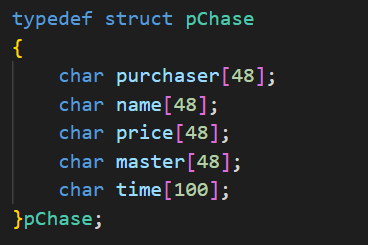 typedef struct pChase
{
    char purchaser[48];
    char name[48];
    char price[48];
    char master[48];
    char time[100];
}pChase;